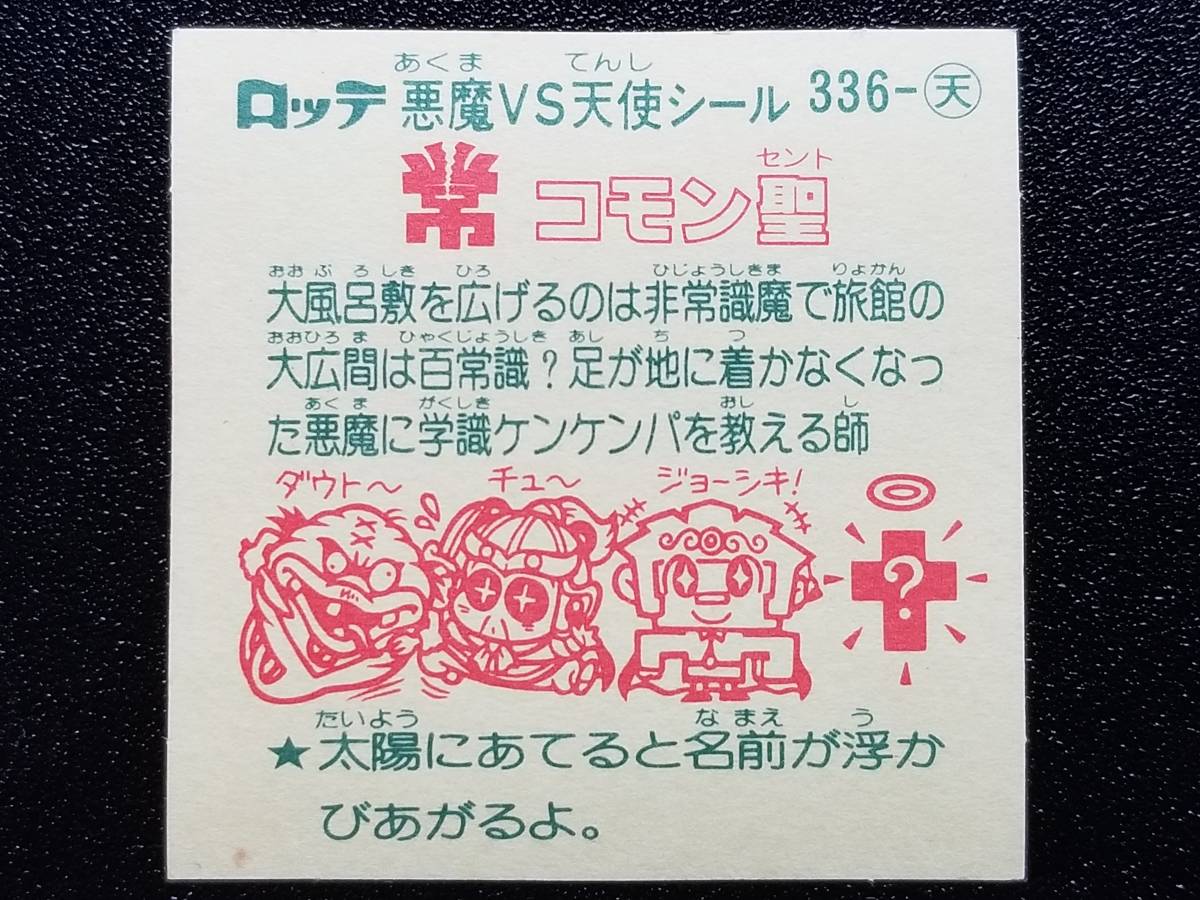 あくま てんし
ロッテ 悪魔VS天使シール 336-天
セント
常 コモン聖
おおぶろしき ひろ ひじょうしきま りょかん
大風呂敷を広げるのは非常識魔で旅館の
おおひろま ひゃくじょうしき あし ち つ
大広間は百常識?足が地に着かなくなっ
あくま がくしき おし し
た悪魔に学識ケンケンパを教える師
ダウト〜 チュ〜 ジョーシキ!
?
たいよう なまえ う
★太陽にあてると名前が浮か
びあがるよ。